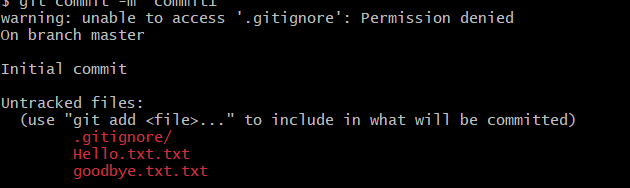 $ git commit -m "commit1
warning: unable to access '.gitignore': Permission denied
On branch master
Initial commit
Untracked files:
(use "git add <file>..." to include in what will be committed)
.gitignore/
Hello.txt.txt
goodbye.txt.txt